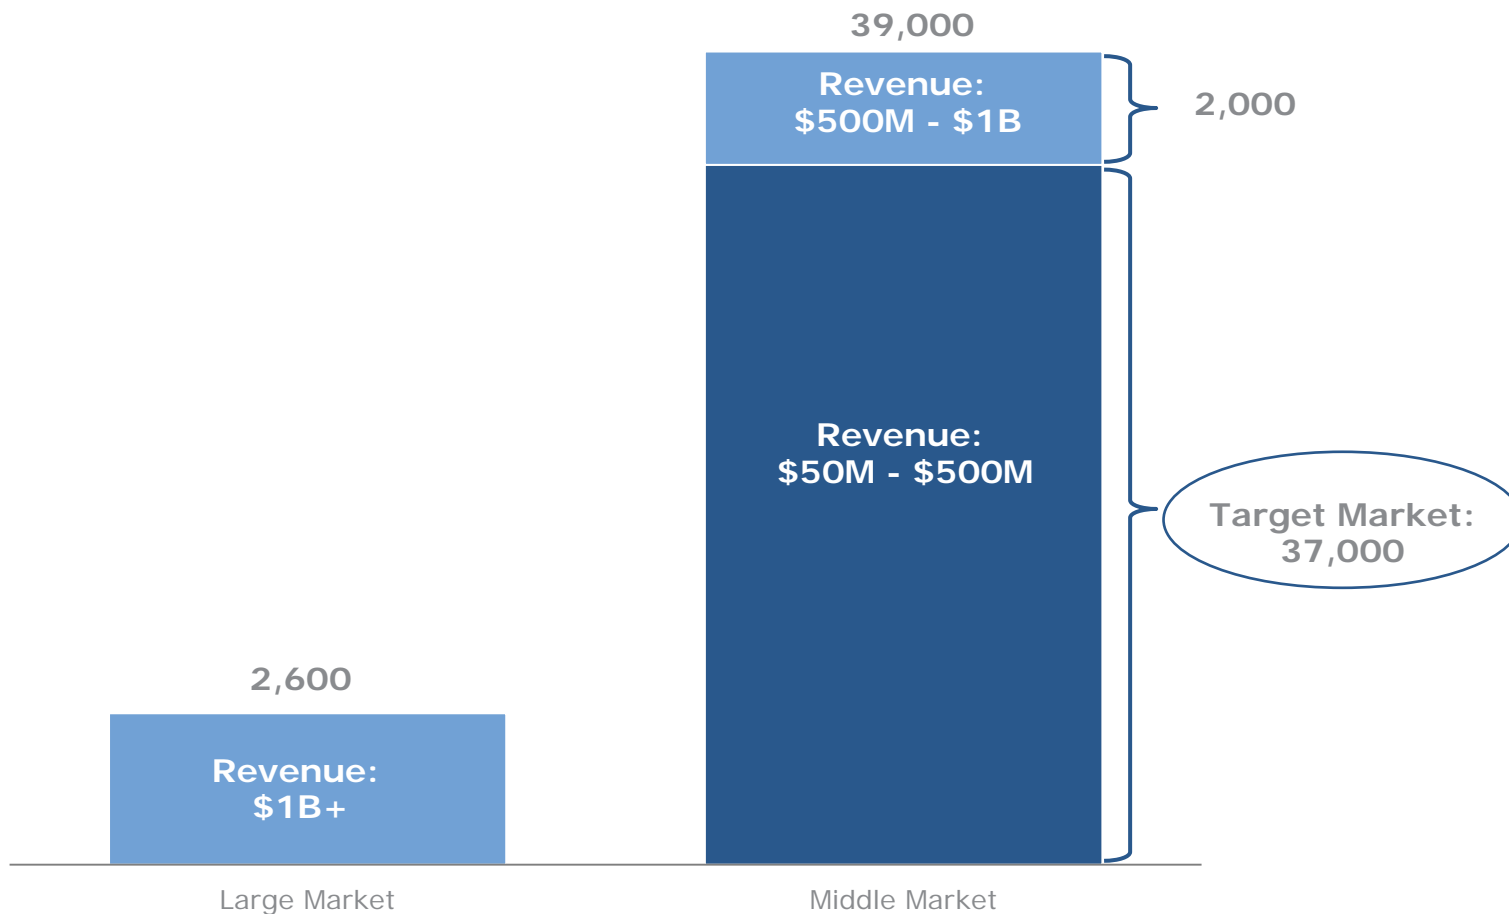 39,000
Revenue:
$500M - $1B
2,000
Revenue:
$50M - $500M
Target Market:
37,000
2,600
Revenue:
$1B+
Large Market
Middle Market